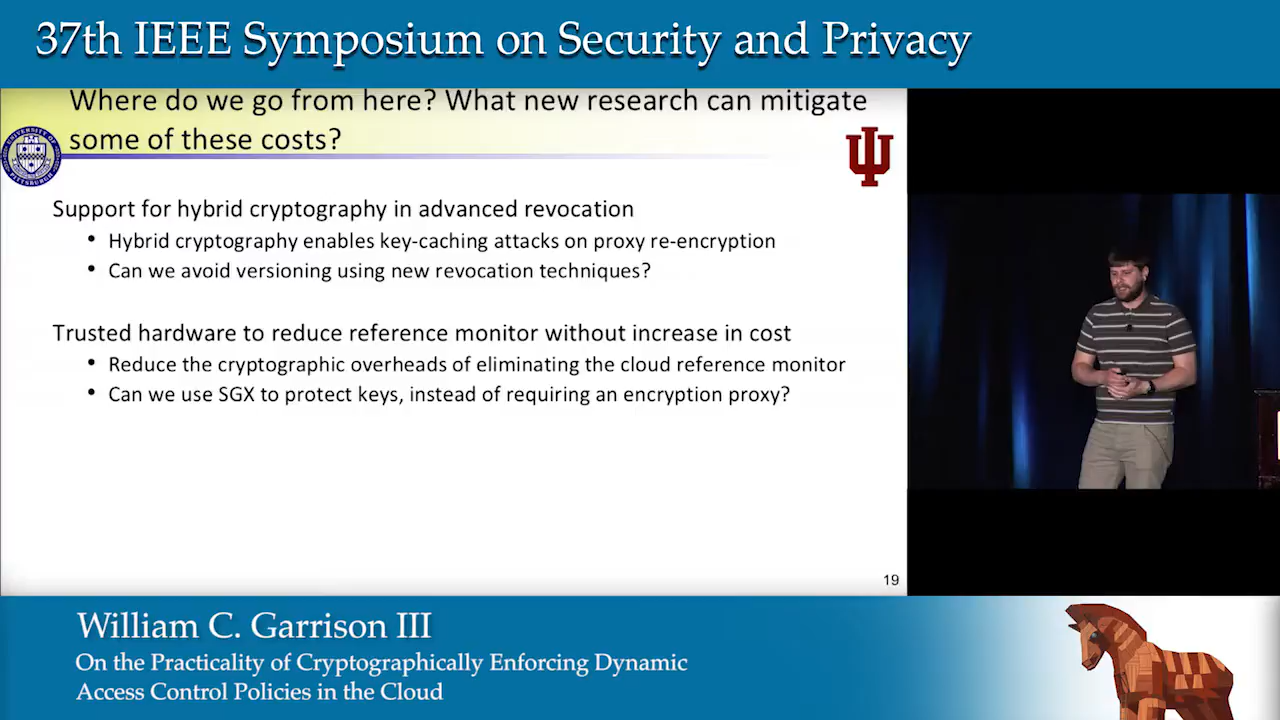 37th IEEE Symposium on Security and Privacy
Where do we go from here? What new research can mitigate
some of these costs?
UNIVERSITY OF
PITTSBURGH
Support for hybrid cryptography in advanced revocation
• Hybrid cryptography enables key-caching attacks on proxy re-encryption
• Can we avoid versioning using new revocation techniques?
Trusted hardware to reduce reference monitor without increase in cost
• Reduce the cryptographic overheads of eliminating the cloud reference monitor
• Can we use SGX to protect keys, instead of requiring an encryption proxy?
19
William C. Garrison III
On the Practicality of Cryptographically Enforcing Dynamic
Access Control Policies in the Cloud